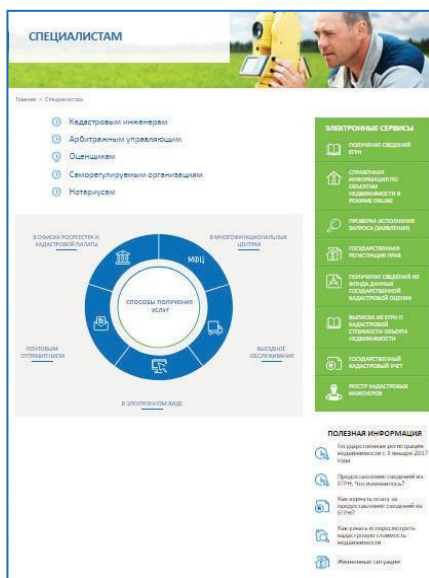 СПЕЦИАЛИСТАМ
Главная > Специалистам
Кадастровым инженерам
Арбитражным управляющим
Оценщикам
Саморегулируемым организациям
Нотариусам
В ОФИСАХ РОСРЕЕСТРА И
КАДАСТРОВОЙ ПАЛАТЫ
В МНОГОФУНКЦИОНАЛЬНЫХ
ЦЕНТРАХ
МФЦ
СПОСОБЫ ПОЛУЧЕНИЯ
УСЛУГ
ПОЧТОВЫМ
ОТПРАВЛЕНИЕМ
ВЫЕЗДНОЕ
ОБСЛУЖИВАНИЕ
В ЭЛЕКТРОННОМ ВИДЕ
ЭЛЕКТРОННЫЕ СЕРВИСЫ
ПОЛУЧЕНИЕ СВЕДЕНИЙ
ЕГРН
СПРАВОЧНАЯ
ИНФОРМАЦИЯ ПО
ОБЪЕКТАМ
НЕДВИЖИМОСТИ В
РЕЖИМЕ ONLINE
ПРОВЕРКА ИСПОЛНЕНИЯ
ЗАПРОСА (ЗАЯВЛЕНИЯ)
ГОСУДАРСТВЕННАЯ
РЕГИСТРАЦИЯ ПРАВ
ПОЛУЧЕНИЕ СВЕДЕНИЙ ИЗ
ФОНДА ДАННЫХ
ГОСУДАРСТВЕННОЙ
КАДАСТРОВОЙ ОЦЕНКИ
ВЫПИСКА ИЗ ЕГРН О
КАДАСТРОВОЙ
СТОИМОСТИ ОБЪЕКТА
НЕДВИЖИМОСТИ
ГОСУДАРСТВЕННЫЙ
КАДАСТРОВЫЙ УЧЕТ
РЕЕСТР КАДАСТРОВЫХ
ИНЖЕНЕРОВ
ПОЛЕЗНАЯ ИНФОРМАЦИЯ
Государственная регистрация
недвижимости с 1 января 2017
года
Предоставление сведений из
ЕГРН. Что изменилось?
Как вернуть плату за
предоставление сведений из
ЕГРН?
Как узнать и пересмотреть
кадастровую стоимость
недвижимости
Жизненные ситуации